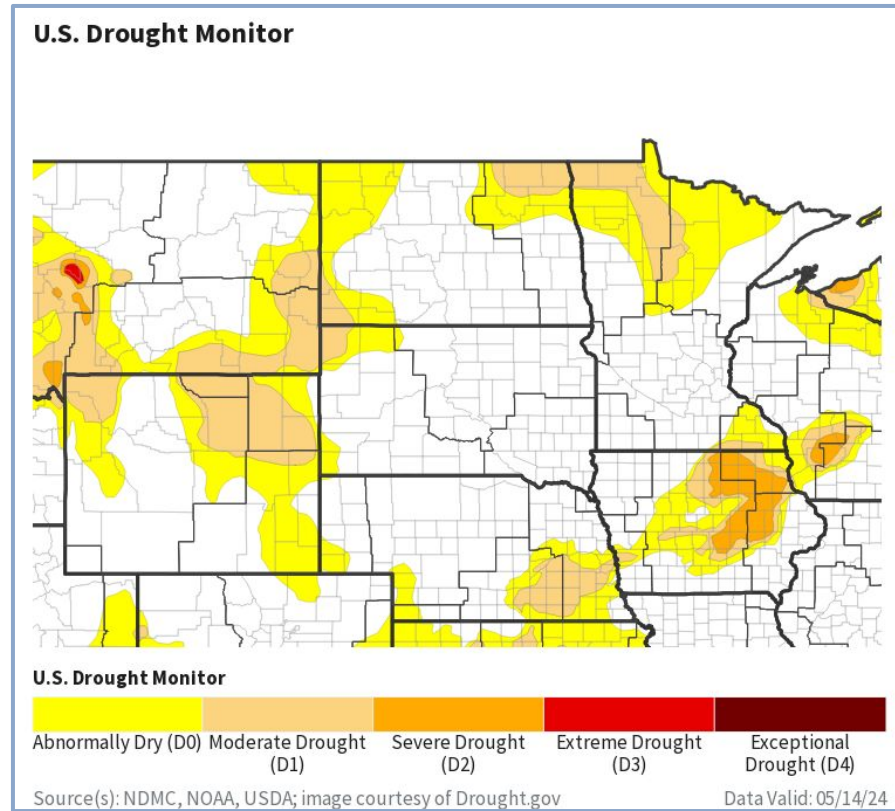 U.S. Drought Monitor
U.S. Drought Monitor
Abnormally Dry (D0)
Moderate Drought
(D1)
Severe Drought
(D2)
Extreme Drought
(D3)
Exceptional
Drought (D4)
Source(s): NDMC, NOAA, USDA; image courtesy of Drought.gov
Data Valid: 05/14/24